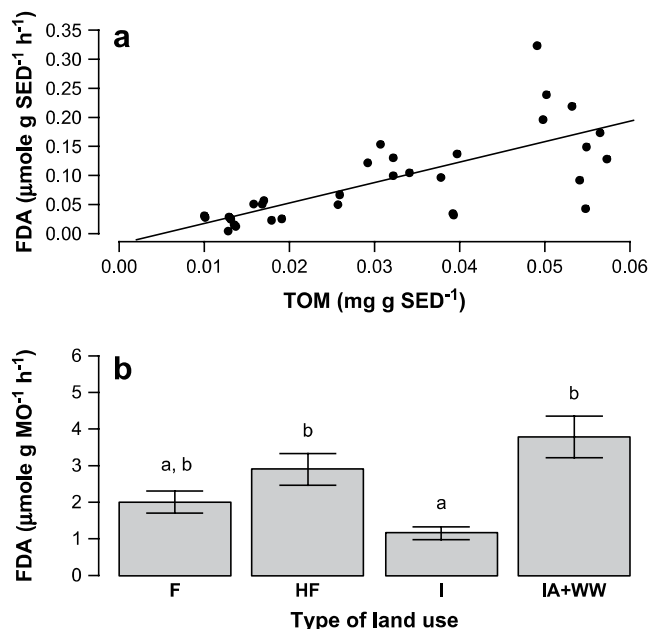 a
FDA (µmole g SED⁻¹ h⁻¹)
0.35
0.30
0.25
0.20
0.15
0.10
0.05
0.00
0.00 0.01 0.02 0.03 0.04 0.05 0.06
TOM (mg g SED⁻¹)
b
FDA (µmole g MO⁻¹ h⁻¹)
6
5
4
3
2
1
0
a, b
b
a
b
F HF I IA+WW
Type of land use